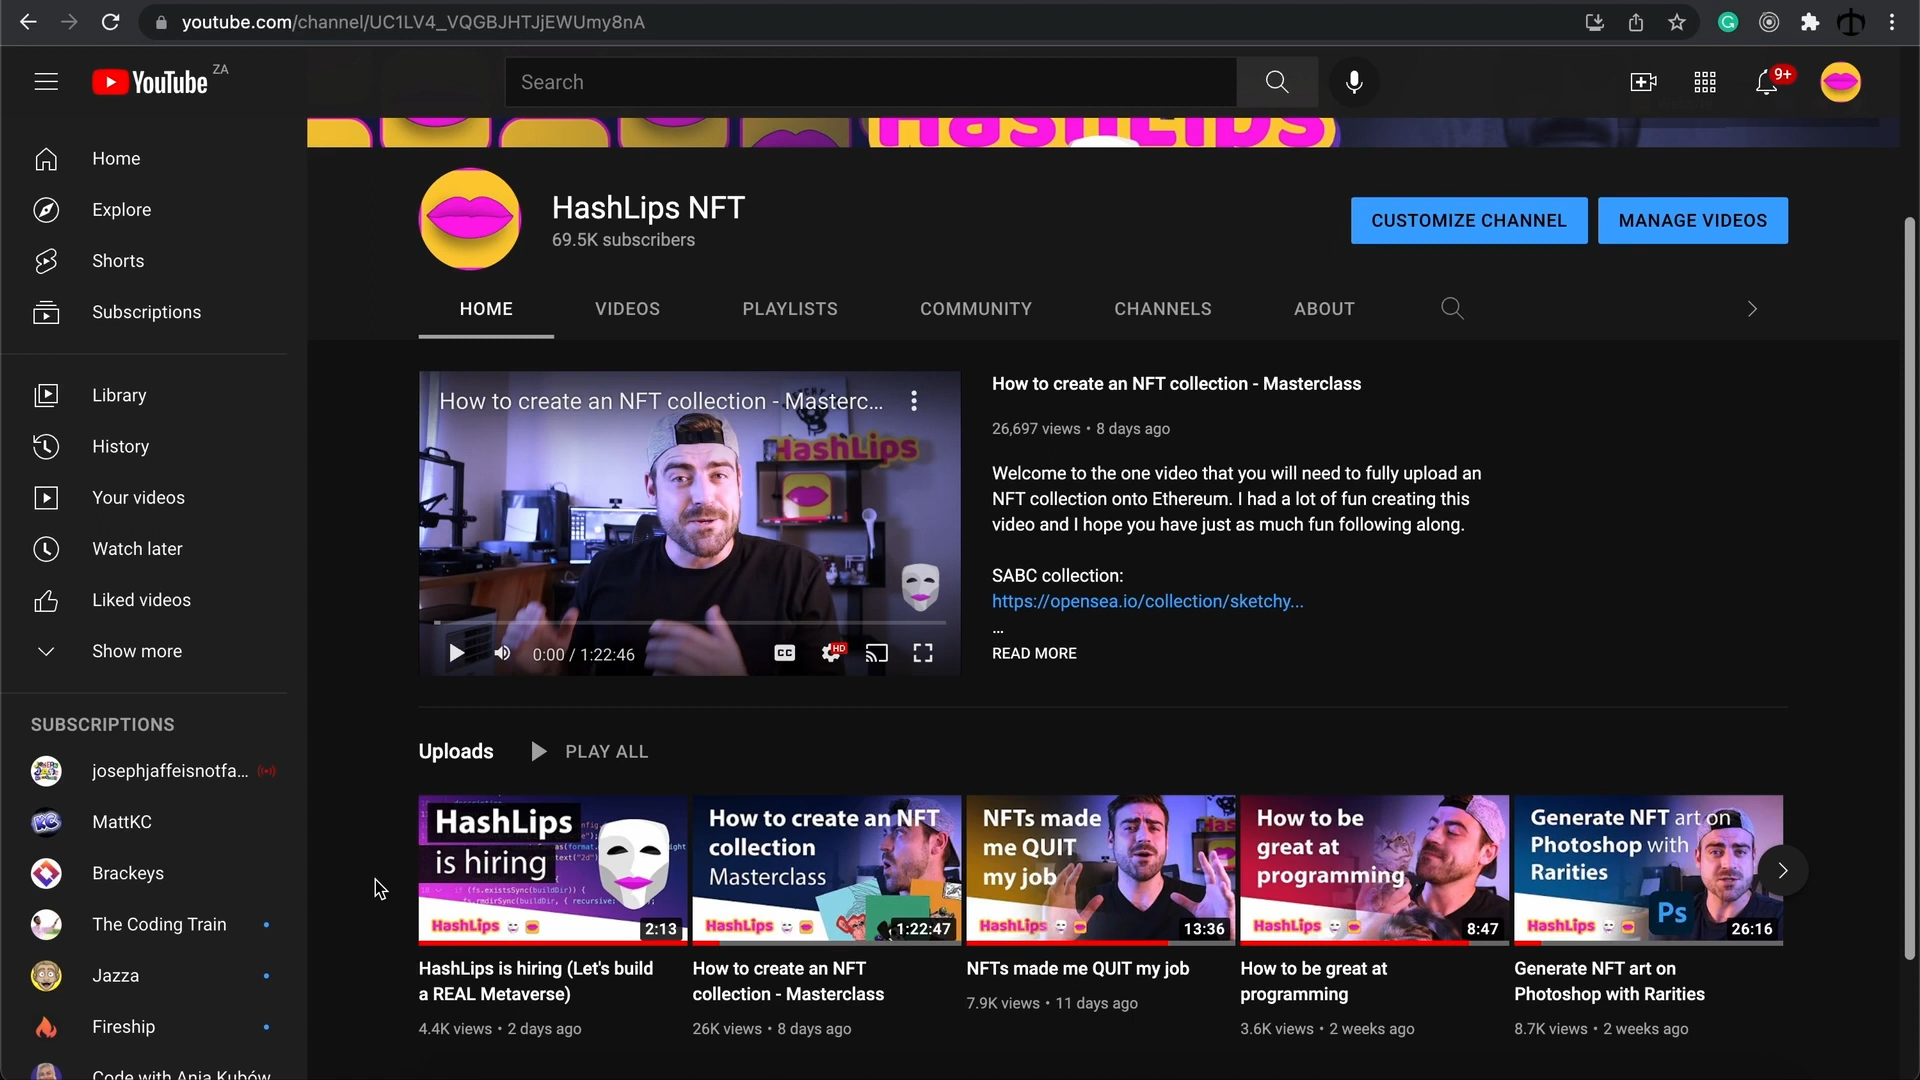 youtube.com/channel/UC1LV4_VQGBJHTJjEWUmy8nA
YouTube ZA
Search
9+
Home
Explore
Shorts
Subscriptions
Library
History
Your videos
Watch later
Liked videos
Show more
SUBSCRIPTIONS
josephjaffeisnotfa...
MattKC
Brackeys
The Coding Train
Jazza
Fireship
Code with Ania Kubów
HashLips
HashLips NFT
69.5K subscribers
CUSTOMIZE CHANNEL
MANAGE VIDEOS
HOME
VIDEOS
PLAYLISTS
COMMUNITY
CHANNELS
ABOUT
How to create an NFT collection - Masterc...
HashLips
0:00 / 1:22:46
CC
HD
How to create an NFT collection - Masterclass
26,697 views • 8 days ago
Welcome to the one video that you will need to fully upload an
NFT collection onto Ethereum. I had a lot of fun creating this
video and I hope you have just as much fun following along.
SABC collection:
https://opensea.io/collection/sketchy...
...
READ MORE
Uploads
PLAY ALL
HashLips
is hiring
HashLips
2:13
HashLips is hiring (Let's build
a REAL Metaverse)
4.4K views • 2 days ago
How to create an NFT
collection
Masterclass
HashLips
1:22:47
How to create an NFT
collection - Masterclass
26K views • 8 days ago
NFTs made
me QUIT
my job
HashLips
13:36
NFTs made me QUIT my job
7.9K views • 11 days ago
How to be
great at
programming
HashLips
8:47
How to be great at
programming
3.6K views • 2 weeks ago
Generate NFT art on
Photoshop with
Rarities
Ps
HashLips
26:16
Generate NFT art on
Photoshop with Rarities
8.7K views • 2 weeks ago